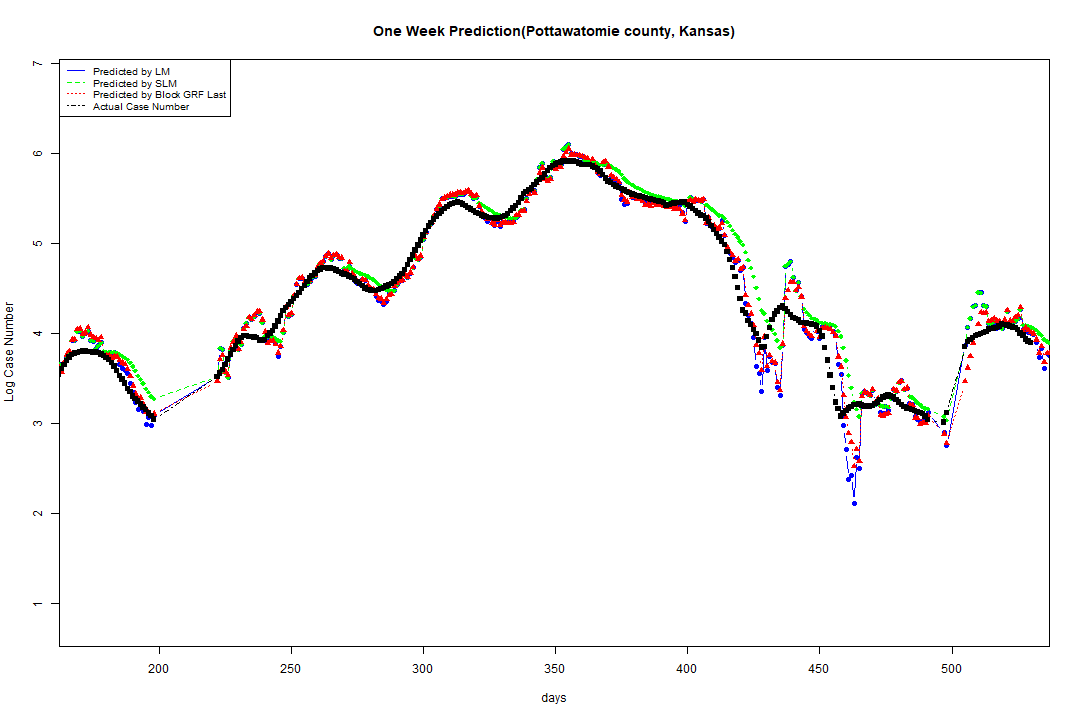 One Week Prediction(Pottawatomie county, Kansas)
Predicted by LM
Predicted by SLM
Predicted by Block GRF Last
Actual Case Number
7
6
5
4
3
2
1
Log Case Number
200 250 300 350 400 450 500
days